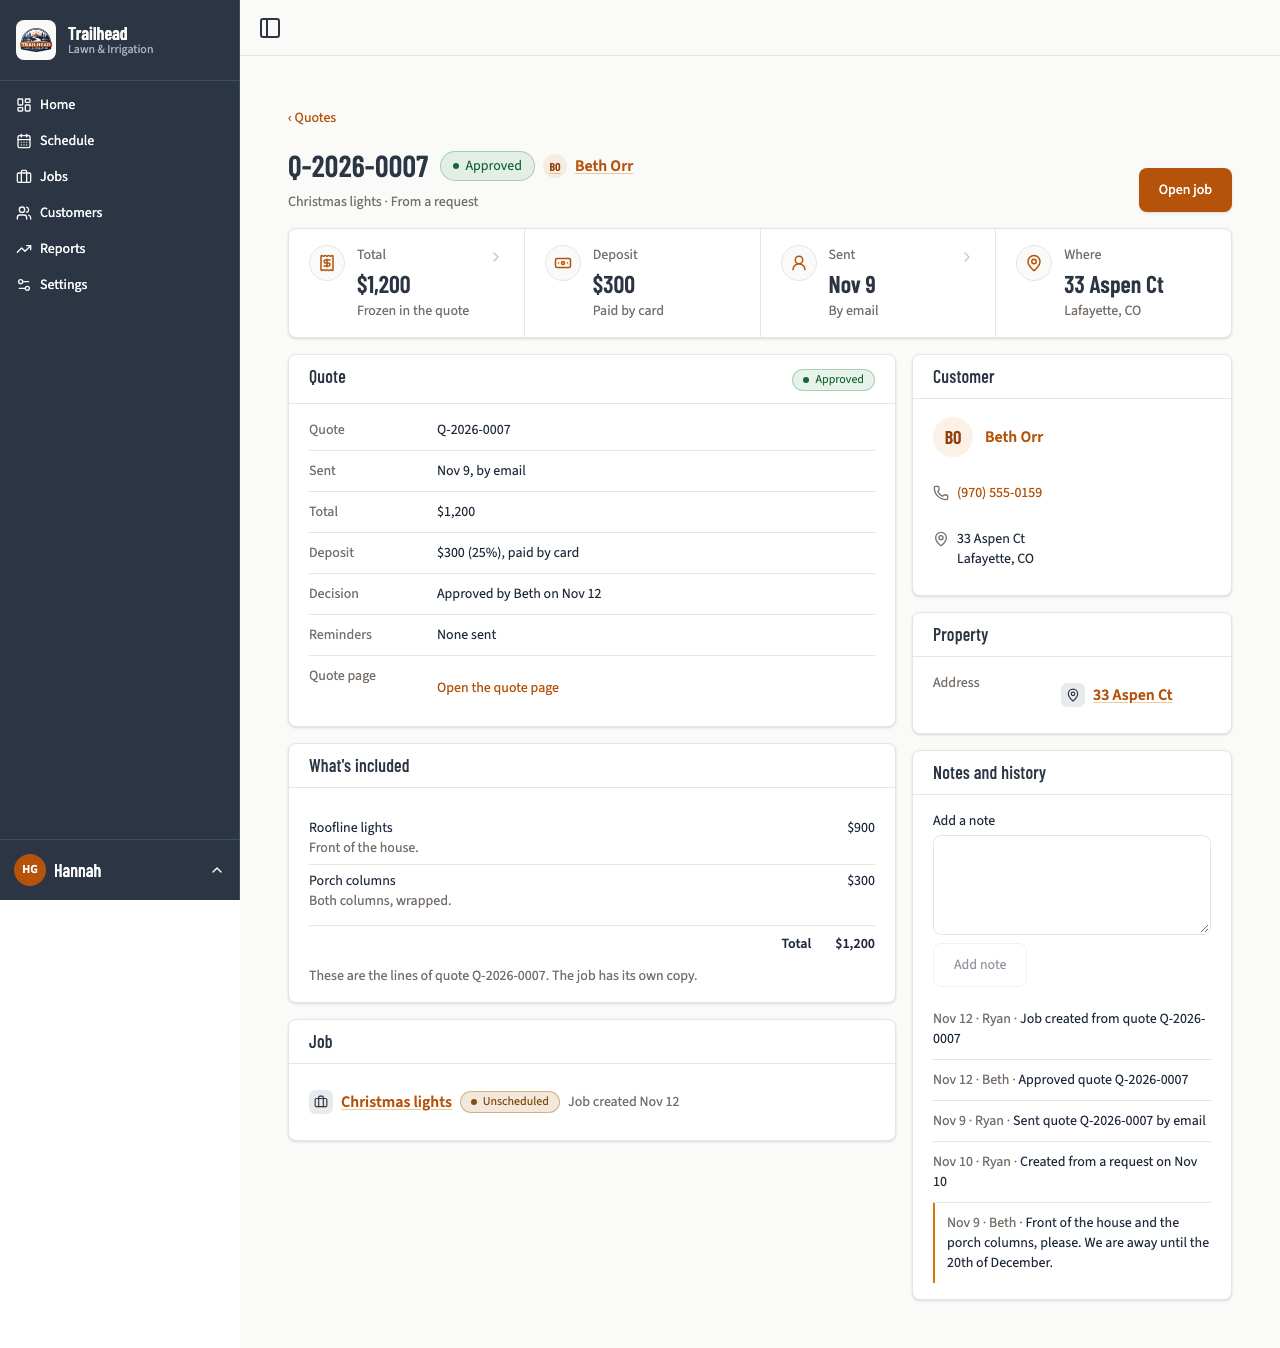 TRAILHEAD
Trailhead
Lawn & Irrigation
Home
Schedule
Jobs
Customers
Reports
Settings
HG Hannah
‹ Quotes
Q-2026-0007 Approved BO Beth Orr
Christmas lights · From a request
Open job
Total
$1,200
Frozen in the quote
Deposit
$300
Paid by card
Sent
Nov 9
By email
Where
33 Aspen Ct
Lafayette, CO
Quote Approved
Quote Q-2026-0007
Sent Nov 9, by email
Total $1,200
Deposit $300 (25%), paid by card
Decision Approved by Beth on Nov 12
Reminders None sent
Quote page Open the quote page
What's included
Roofline lights $900
Front of the house.
Porch columns $300
Both columns, wrapped.
Total $1,200
These are the lines of quote Q-2026-0007. The job has its own copy.
Job
Christmas lights Unscheduled Job created Nov 12
Customer
BO Beth Orr
(970) 555-0159
33 Aspen Ct
Lafayette, CO
Property
Address 33 Aspen Ct
Notes and history
Add a note
Add note
Nov 12 · Ryan · Job created from quote Q-2026-
0007
Nov 12 · Beth · Approved quote Q-2026-0007
Nov 9 · Ryan · Sent quote Q-2026-0007 by email
Nov 10 · Ryan · Created from a request on Nov
10
Nov 9 · Beth · Front of the house and the
porch columns, please. We are away until the
20th of December.